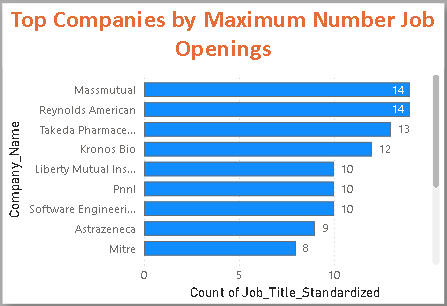 Top Companies by Maximum Number Job
Openings
Company_Name
Massmutual 14
Reynolds American 14
Takeda Pharmace... 13
Kronos Bio 12
Liberty Mutual Ins... 10
Pnnl 10
Software Engineeri... 10
Astrazeneca 9
Mitre 8
0 5 10
Count of Job_Title_Standardized